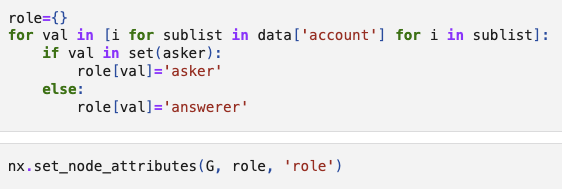 role={}
for val in [i for sublist in data['account'] for i in sublist]:
    if val in set(asker):
        role[val]='asker'
    else:
        role[val]='answerer'
nx.set_node_attributes(G, role, 'role')